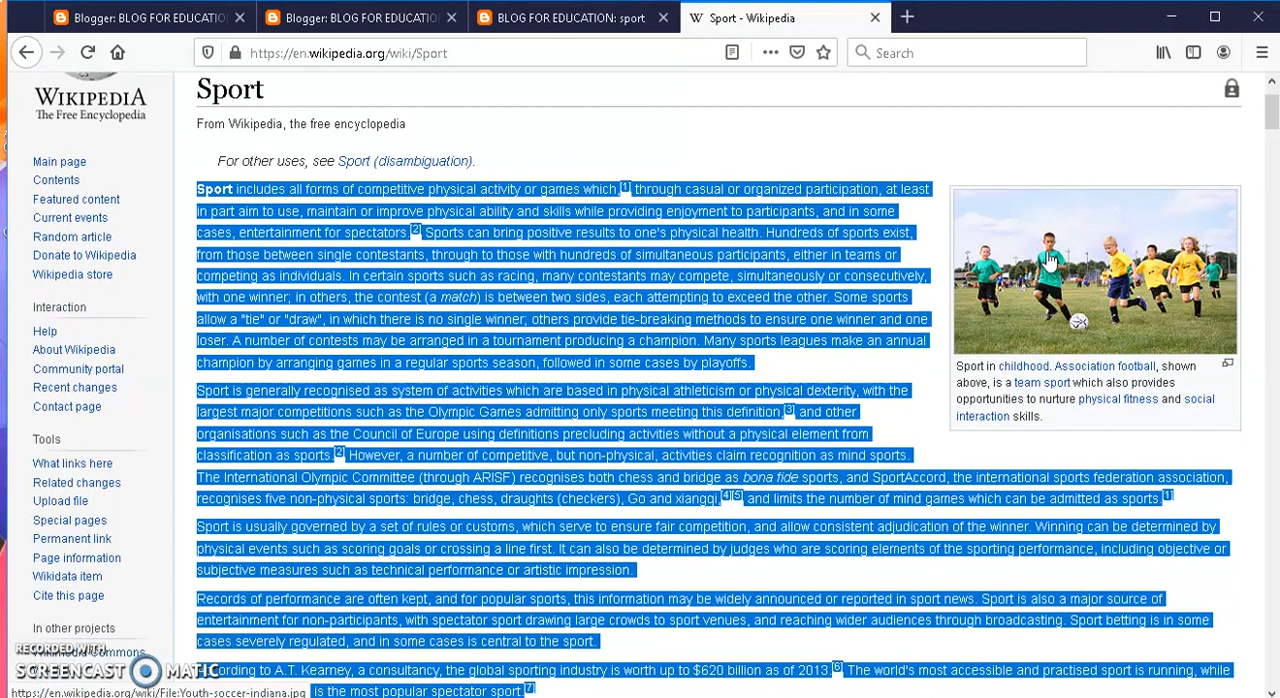 Blogger: BLOG FOR EDUCATIO
Blogger: BLOG FOR EDUCATIO
BLOG FOR EDUCATION: sport
W Sport - Wikipedia
https://en.wikipedia.org/wiki/Sport
Search
WIKIPEDIA
The Free Encyclopedia
Main page
Contents
Featured content
Current events
Random article
Donate to Wikipedia
Wikipedia store
Interaction
Help
About Wikipedia
Community portal
Recent changes
Contact page
Tools
What links here
Related changes
Upload file
Special pages
Permanent link
Page information
Wikidata item
Cite this page
In other projects
Wikimedia Commons
Sport
From Wikipedia, the free encyclopedia
For other uses, see Sport (disambiguation).
Sport includes all forms of competitive physical activity or games which,[1] through casual or organized participation, at least
in part aim to use, maintain or improve physical ability and skills while providing enjoyment to participants, and in some
cases, entertainment for spectators.[2] Sports can bring positive results to one's physical health. Hundreds of sports exist,
from those between single contestants, through to those with hundreds of simultaneous participants, either in teams or
competing as individuals. In certain sports such as racing, many contestants may compete, simultaneously or consecutively,
with one winner; in others, the contest (a match) is between two sides, each attempting to exceed the other. Some sports
allow a "tie" or "draw", in which there is no single winner; others provide tie-breaking methods to ensure one winner and one
loser. A number of contests may be arranged in a tournament producing a champion. Many sports leagues make an annual
champion by arranging games in a regular sports season, followed in some cases by playoffs.
Sport is generally recognised as system of activities which are based in physical athleticism or physical dexterity, with the
largest major competitions such as the Olympic Games admitting only sports meeting this definition,[3] and other
organisations such as the Council of Europe using definitions precluding activities without a physical element from
classification as sports.[2] However, a number of competitive, but non-physical, activities claim recognition as mind sports.
The International Olympic Committee (through ARISF) recognises both chess and bridge as bona fide sports, and SportAccord, the international sports federation association,
recognises five non-physical sports: bridge, chess, draughts (checkers), Go and xiangqi,[4][5] and limits the number of mind games which can be admitted as sports.[1]
Sport is usually governed by a set of rules or customs, which serve to ensure fair competition, and allow consistent adjudication of the winner. Winning can be determined by
physical events such as scoring goals or crossing a line first. It can also be determined by judges who are scoring elements of the sporting performance, including objective or
subjective measures such as technical performance or artistic impression.
Records of performance are often kept, and for popular sports, this information may be widely announced or reported in sport news. Sport is also a major source of
entertainment for non-participants, with spectator sport drawing large crowds to sport venues, and reaching wider audiences through broadcasting. Sport betting is in some
cases severely regulated, and in some cases is central to the sport.
According to A.T. Kearney, a consultancy, the global sporting industry is worth up to $620 billion as of 2013.[6] The world's most accessible and practised sport is running, while
is the most popular spectator sport.[7]
Sport in childhood. Association football, shown
above, is a team sport which also provides
opportunities to nurture physical fitness and social
interaction skills.
RECORDED WITH
SCREENCAST MATIC
https://en.wikipedia.org/wiki/File:Youth-soccer-indiana.jpg